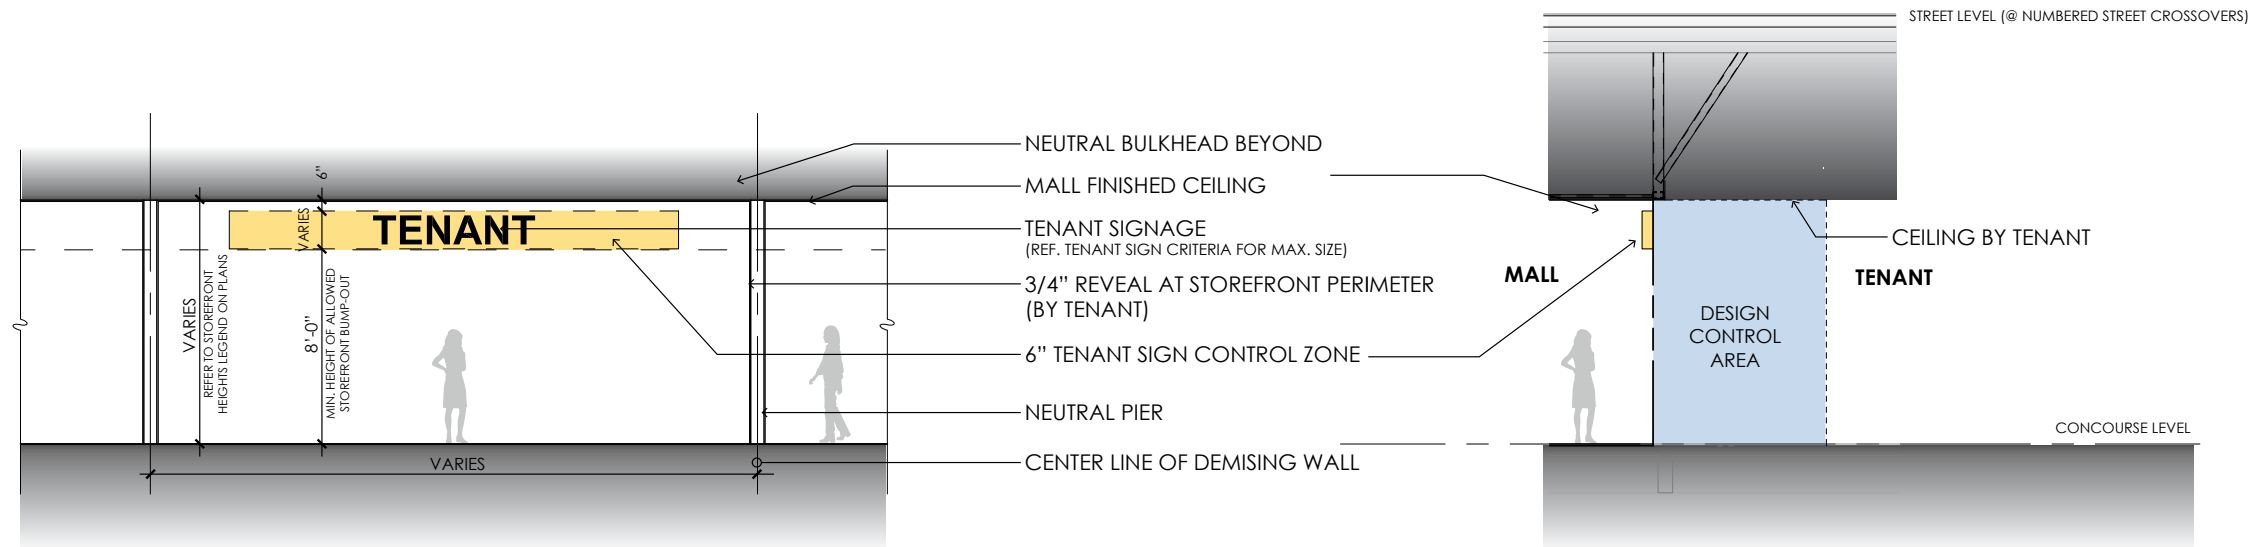 STREET LEVEL (@ NUMBERED STREET CROSSOVERS)
6"
VARIES
TENANT
VARIES
REFER TO STOREFRONT
HEIGHTS LEGEND ON PLANS
8'-0"
MIN. HEIGHT OF ALLOWED
STOREFRONT BUMP-OUT
VARIES
NEUTRAL BULKHEAD BEYOND
MALL FINISHED CEILING
TENANT SIGNAGE
(REF. TENANT SIGN CRITERIA FOR MAX. SIZE)
3/4” REVEAL AT STOREFRONT PERIMETER
(BY TENANT)
6” TENANT SIGN CONTROL ZONE
NEUTRAL PIER
CENTER LINE OF DEMISING WALL
CEILING BY TENANT
MALL
TENANT
DESIGN
CONTROL
AREA
CONCOURSE LEVEL